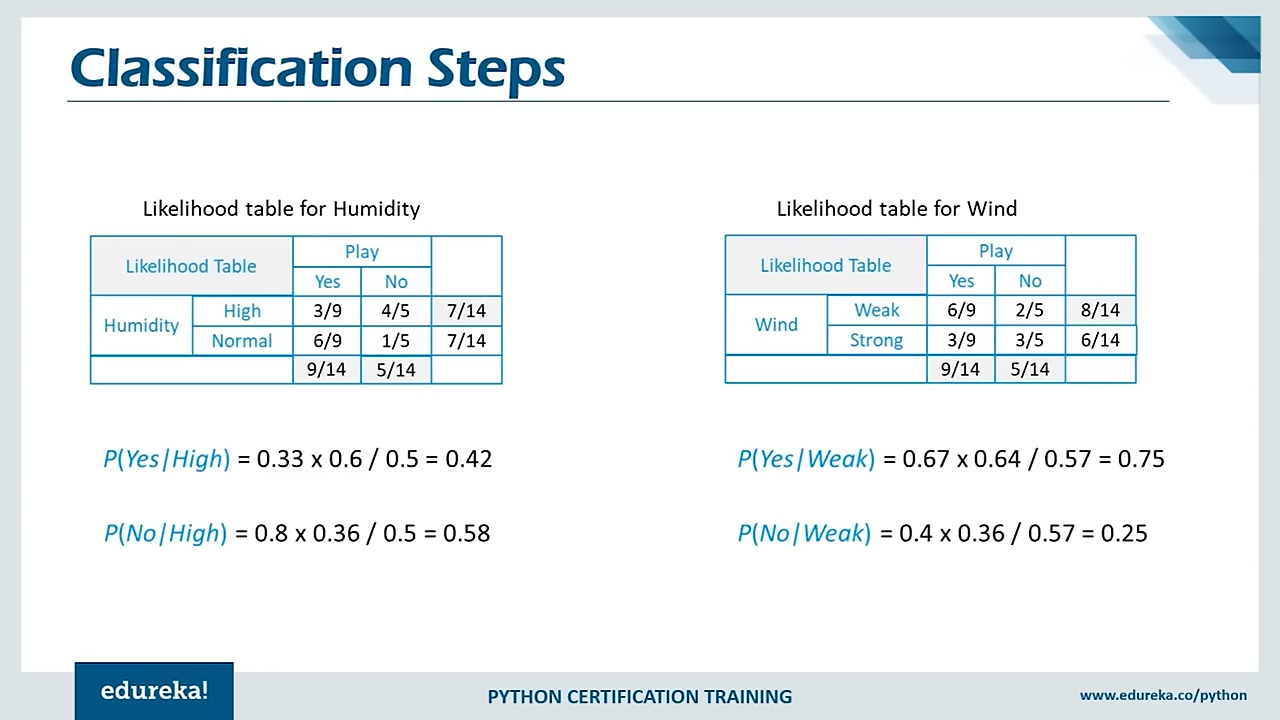 Classification Steps
Likelihood table for Humidity
Likelihood Table
Play
Yes No
Humidity
High 3/9 4/5 7/14
Normal 6/9 1/5 7/14
9/14 5/14
P(Yes|High) = 0.33 x 0.6 / 0.5 = 0.42
P(No|High) = 0.8 x 0.36 / 0.5 = 0.58
Likelihood table for Wind
Likelihood Table
Play
Yes No
Wind
Weak 6/9 2/5 8/14
Strong 3/9 3/5 6/14
9/14 5/14
P(Yes|Weak) = 0.67 x 0.64 / 0.57 = 0.75
P(No|Weak) = 0.4 x 0.36 / 0.57 = 0.25
edureka!
PYTHON CERTIFICATION TRAINING
www.edureka.co/python